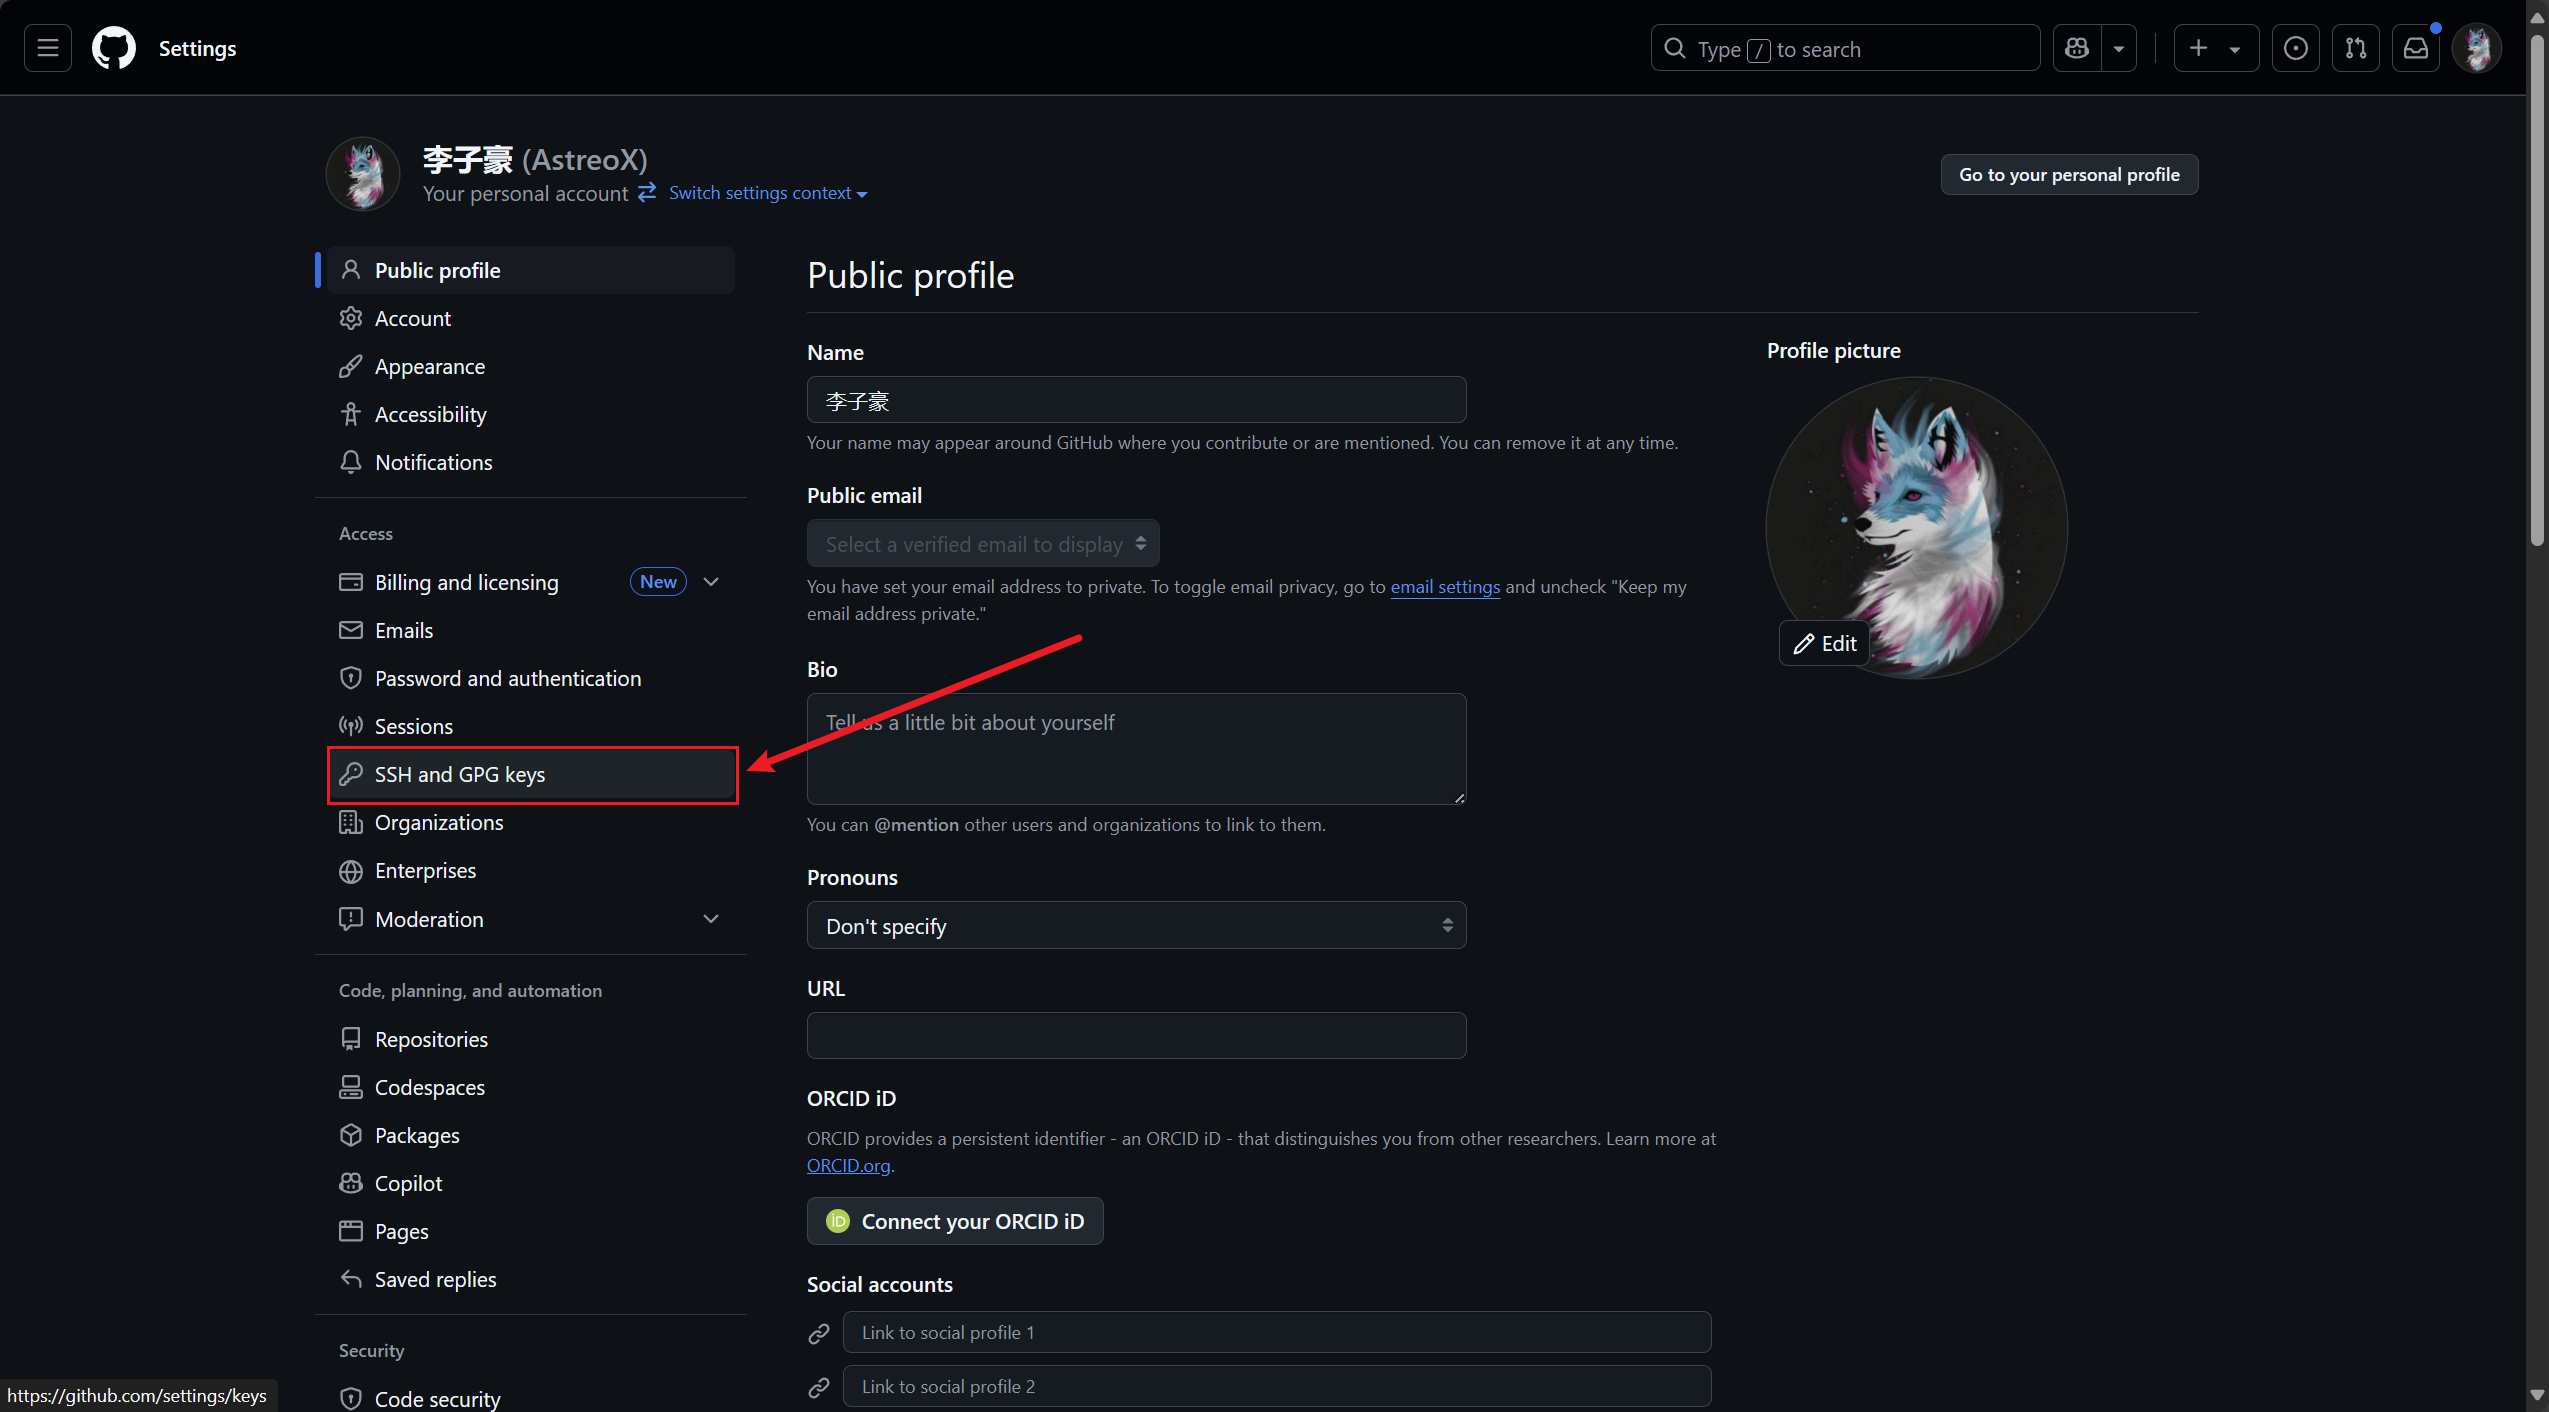 Settings
Type / to search
李子豪 (AstreoX)
Your personal account Switch settings context
Go to your personal profile
Public profile
Account
Appearance
Accessibility
Notifications
Access
Billing and licensing New
Emails
Password and authentication
Sessions
SSH and GPG keys
Organizations
Enterprises
Moderation
Code, planning, and automation
Repositories
Codespaces
Packages
Copilot
Pages
Saved replies
Security
Code security
https://github.com/settings/keys
Public profile
Name
李子豪
Your name may appear around GitHub where you contribute or are mentioned. You can remove it at any time.
Public email
Select a verified email to display
You have set your email address to private. To toggle email privacy, go to email settings and uncheck "Keep my
email address private."
Bio
Tell us a little bit about yourself
You can @mention other users and organizations to link to them.
Pronouns
Don't specify
URL
ORCID iD
ORCID provides a persistent identifier - an ORCID iD - that distinguishes you from other researchers. Learn more at
ORCID.org.
iD Connect your ORCID iD
Social accounts
Link to social profile 1
Link to social profile 2
Profile picture
Edit